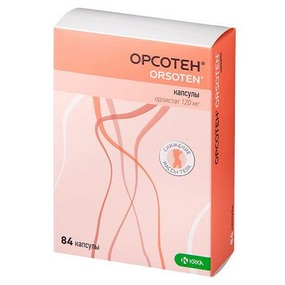 ОРСОТЕН®
ORSOTEN®
капсулы
орлистат 120 мг
СНИЖЕНИЕ
МАССЫ ТЕЛА
84 капсулы
KRKA
ОРСОТЕН®
ORSOTEN®